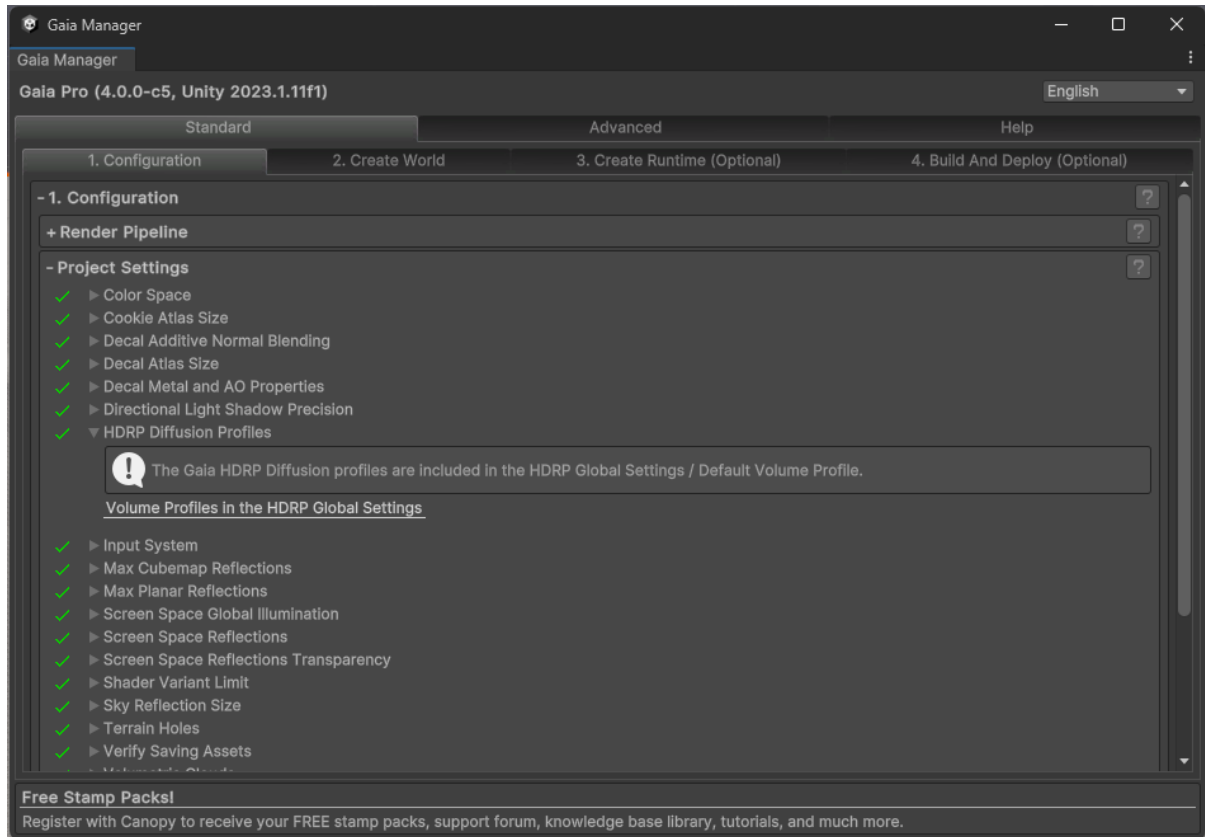 Gaia Manager
Gaia Manager
Gaia Pro (4.0.0-c5, Unity 2023.1.11f1)
English
Standard
Advanced
Help
1. Configuration
2. Create World
3. Create Runtime (Optional)
4. Build And Deploy (Optional)
- 1. Configuration
?
+ Render Pipeline
?
- Project Settings
?
Color Space
Cookie Atlas Size
Decal Additive Normal Blending
Decal Atlas Size
Decal Metal and AO Properties
Directional Light Shadow Precision
HDRP Diffusion Profiles
The Gaia HDRP Diffusion profiles are included in the HDRP Global Settings / Default Volume Profile.
Volume Profiles in the HDRP Global Settings
Input System
Max Cubemap Reflections
Max Planar Reflections
Screen Space Global Illumination
Screen Space Reflections
Screen Space Reflections Transparency
Shader Variant Limit
Sky Reflection Size
Terrain Holes
Verify Saving Assets
Free Stamp Packs!
Register with Canopy to receive your FREE stamp packs, support forum, knowledge base library, tutorials, and much more.